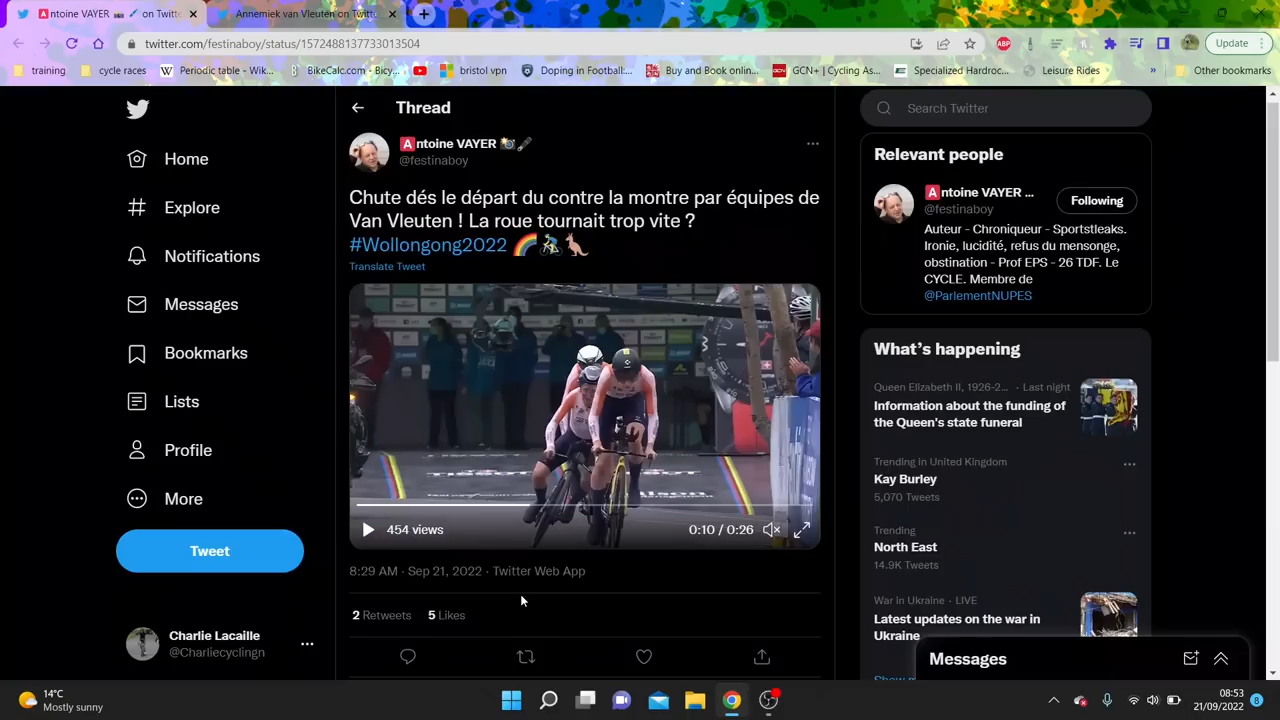 Antoine VAYER on Twitte
Annemiek van Vleuten on Twitte
twitter.com/festinaboy/status/1572488137733013504
ABP
Update
training
cycle races
Periodic table - Wik...
BikeCalc.com - Bicy...
bristol vpn
Doping in Football...
Buy and Book onlin...
GCN+ | Cycling As...
Specialized Hardroc...
Leisure Rides
»
Other bookmarks
Home
Explore
Notifications
Messages
Bookmarks
Lists
Profile
More
Tweet
Charlie Lacaille
@Charliecyclingn
Thread
🅰ntoine VAYER 📸🖋
@festinaboy
Chute dés le départ du contre la montre par équipes de
Van Vleuten ! La roue tournait trop vite ?
#Wollongong2022 🌈🚴🦘
Translate Tweet
454 views
0:10 / 0:26
8:29 AM · Sep 21, 2022 · Twitter Web App
2 Retweets 5 Likes
Search Twitter
Relevant people
🅰ntoine VAYER ...
@festinaboy
Following
Auteur - Chroniqueur - Sportsleaks.
Ironie, lucidité, refus du mensonge,
obstination - Prof EPS - 26 TDF. Le
CYCLE. Membre de
@ParlementNUPES
What's happening
Queen Elizabeth II, 1926-2... · Last night
Information about the funding of
the Queen's state funeral
Trending in United Kingdom
Kay Burley
5,070 Tweets
Trending
North East
14.9K Tweets
War in Ukraine · LIVE
Latest updates on the war in
Ukraine
Messages
14°C
Mostly sunny
08:53
21/09/2022
8